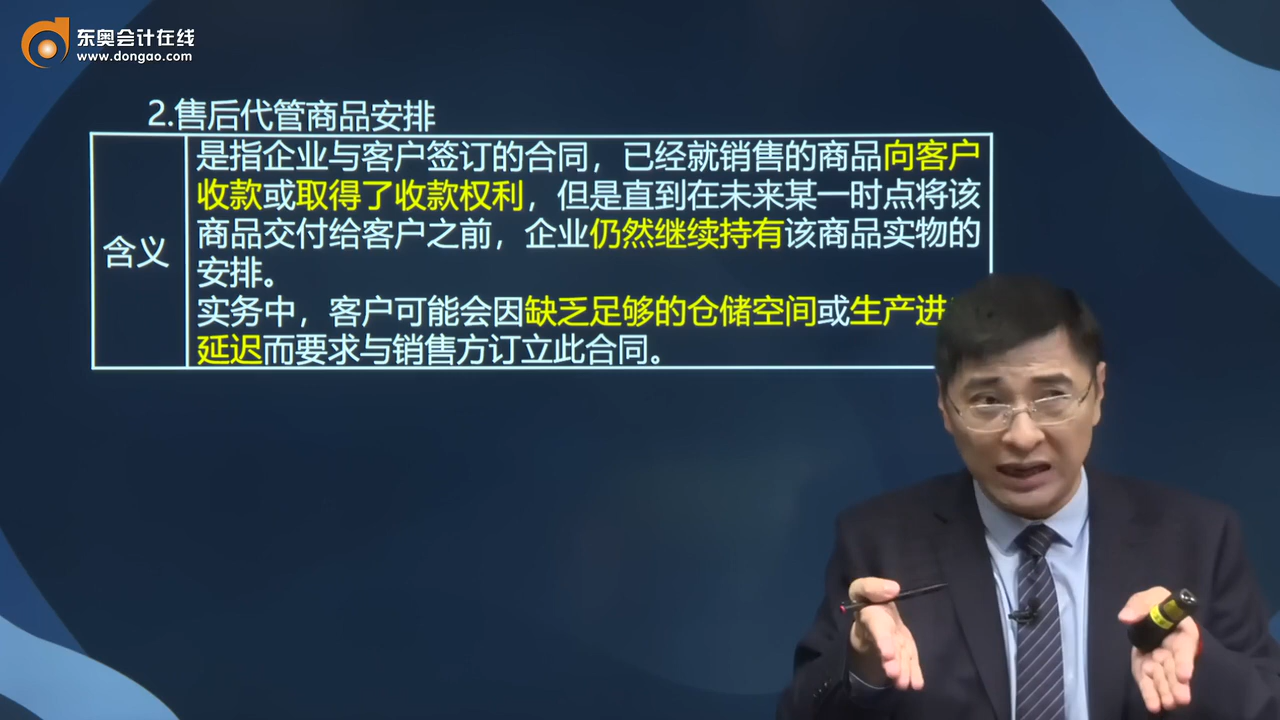 东奥会计在线
www.dongao.com
2.售后代管商品安排
含义
是指企业与客户签订的合同，已经就销售的商品向客户
收款或取得了收款权利，但是直到在未来某一时点将该
商品交付给客户之前，企业仍然继续持有该商品实物的
安排。
实务中，客户可能会因缺乏足够的仓储空间或生产进
延迟而要求与销售方订立此合同。